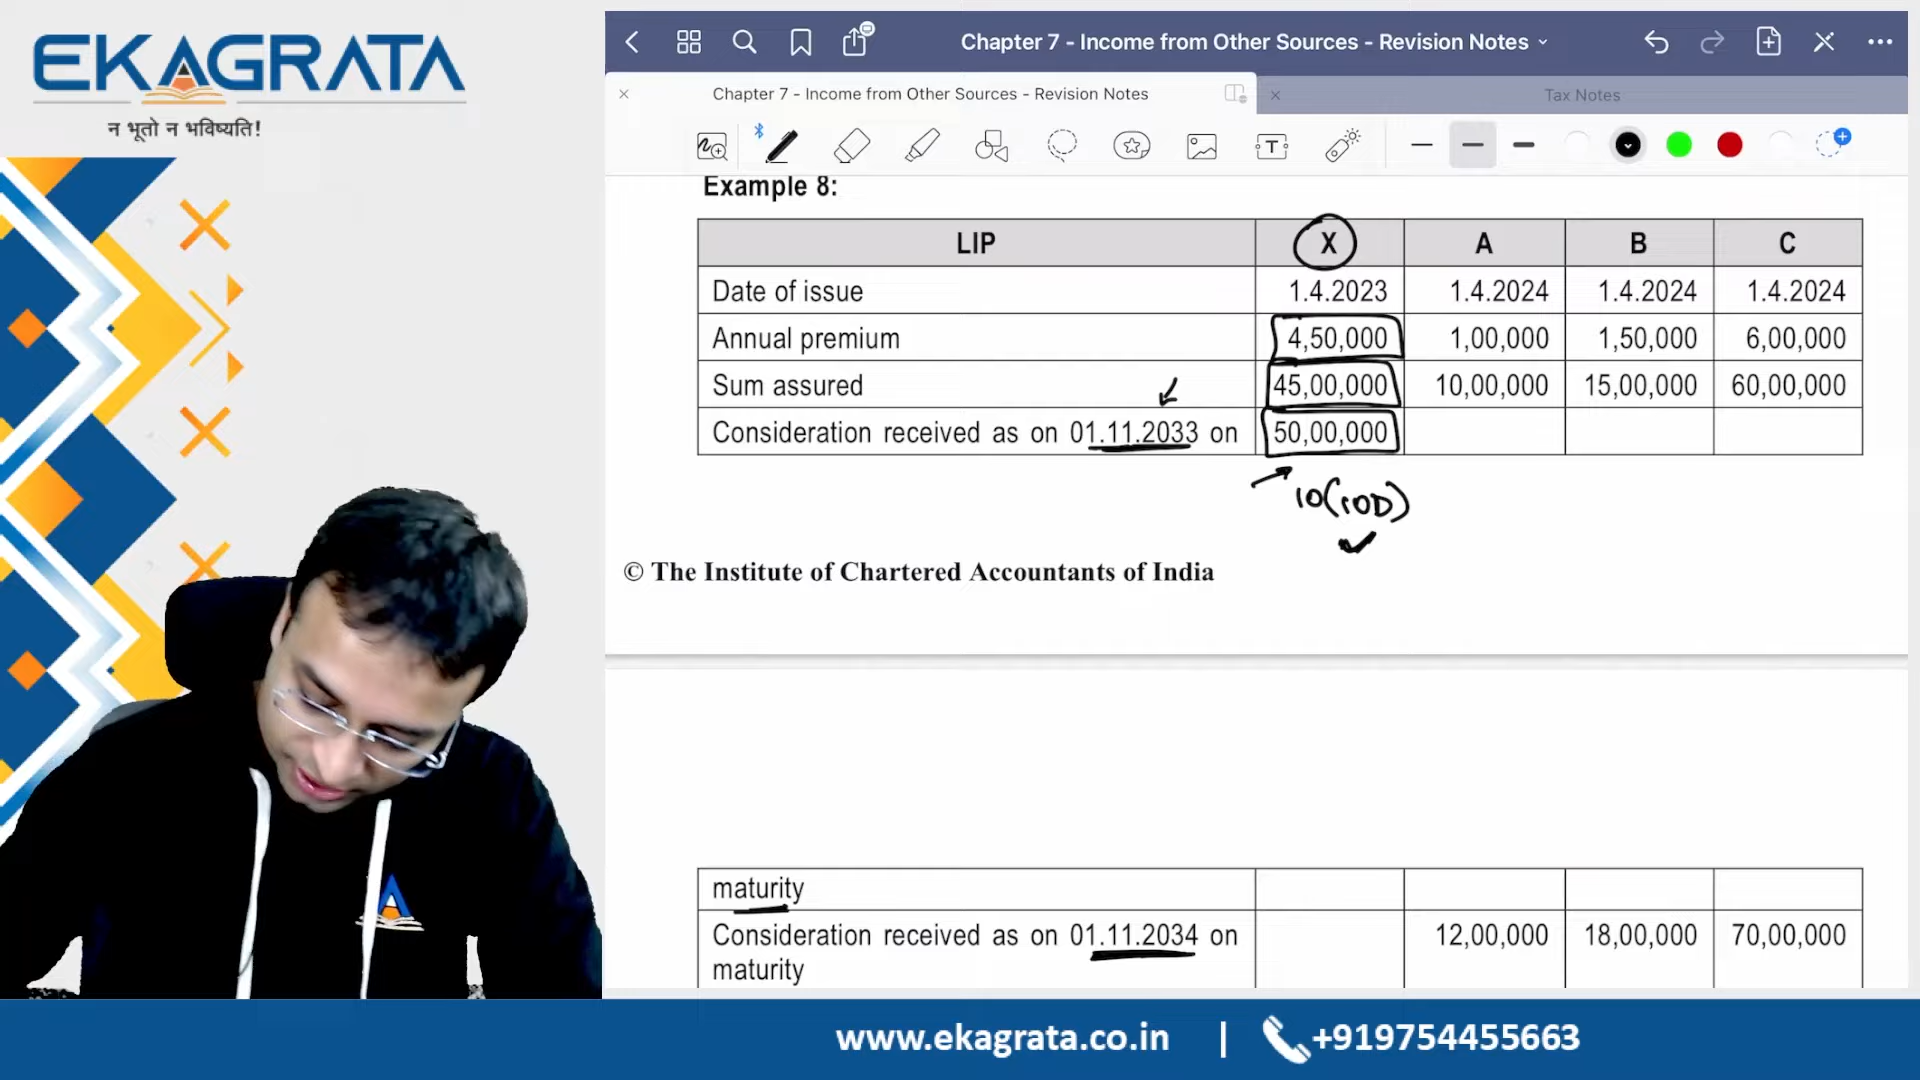 EKAGRATA
न भूतो न भविष्यति!
Chapter 7 - Income from Other Sources - Revision Notes
Chapter 7 - Income from Other Sources - Revision Notes
Tax Notes
Example 8:
LIP X A B C
Date of issue 1.4.2023 1.4.2024 1.4.2024 1.4.2024
Annual premium 4,50,000 1,00,000 1,50,000 6,00,000
Sum assured 45,00,000 10,00,000 15,00,000 60,00,000
Consideration received as on 01.11.2033 on 50,00,000
10(10D)
© The Institute of Chartered Accountants of India
maturity
Consideration received as on 01.11.2034 on 12,00,000 18,00,000 70,00,000
maturity
www.ekagrata.co.in | +919754455663